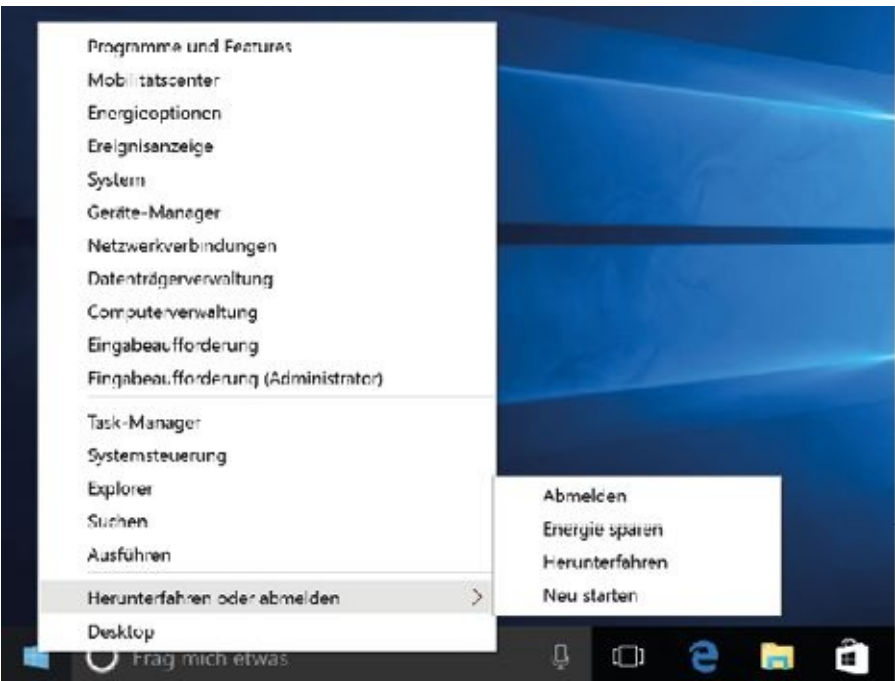 Programme und Features
Mobilitätscenter
Energieoptionen
Ereignisanzeige
System
Geräte-Manager
Netzwerkverbindungen
Datenträgerverwaltung
Computerverwaltung
Eingabeaufforderung
Eingabeaufforderung (Administrator)
Task-Manager
Systemsteuerung
Explorer
Suchen
Ausführen
Herunterfahren oder abmelden
Desktop
Abmelden
Energie sparen
Herunterfahren
Neu starten
Frag mich etwas